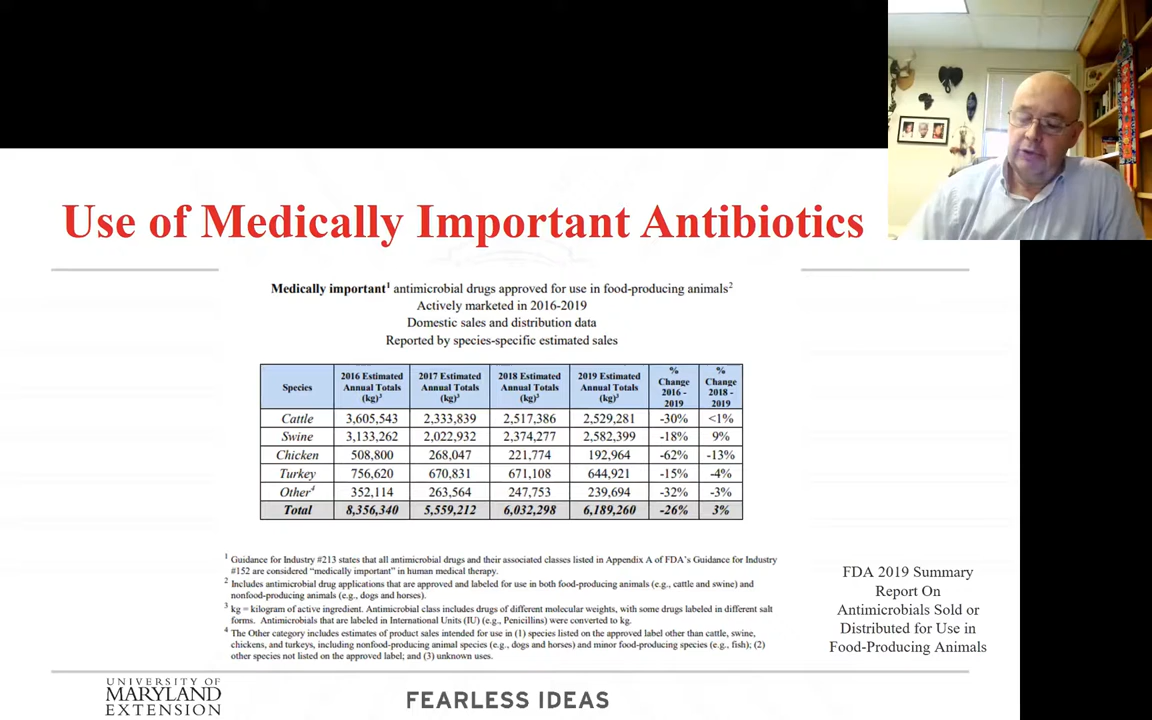 Use of Medically Important Antibiotics
Medically important1 antimicrobial drugs approved for use in food-producing animals2
Actively marketed in 2016-2019
Domestic sales and distribution data
Reported by species-specific estimated sales
Species 2016 Estimated Annual Totals (kg)3 2017 Estimated Annual Totals (kg)3 2018 Estimated Annual Totals (kg)3 2019 Estimated Annual Totals (kg)3 % Change 2016 - 2019 % Change 2018 - 2019
Cattle 3,605,543 2,333,839 2,517,386 2,529,281 -30% <1%
Swine 3,133,262 2,022,932 2,374,277 2,582,399 -18% 9%
Chicken 508,800 268,047 221,774 192,964 -62% -13%
Turkey 756,620 670,831 671,108 644,921 -15% -4%
Other4 352,114 263,564 247,753 239,694 -32% -3%
Total 8,356,340 5,559,212 6,032,298 6,189,260 -26% 3%
1 Guidance for Industry #213 states that all antimicrobial drugs and their associated classes listed in Appendix A of FDA's Guidance for Industry
#152 are considered "medically important" in human medical therapy.
2 Includes antimicrobial drug applications that are approved and labeled for use in both food-producing animals (e.g., cattle and swine) and
nonfood-producing animals (e.g., dogs and horses).
3 kg = kilogram of active ingredient. Antimicrobial class includes drugs of different molecular weights, with some drugs labeled in different salt
forms. Antimicrobials that are labeled in International Units (IU) (e.g., Penicillins) were converted to kg.
4 The Other category includes estimates of product sales intended for use in (1) species listed on the approved label other than cattle, swine,
chickens, and turkeys, including nonfood-producing animal species (e.g., dogs and horses) and minor food-producing species (e.g., fish); (2)
other species not listed on the approved label; and (3) unknown uses.
FDA 2019 Summary
Report On
Antimicrobials Sold or
Distributed for Use in
Food-Producing Animals
UNIVERSITY OF
MARYLAND
EXTENSION
FEARLESS IDEAS